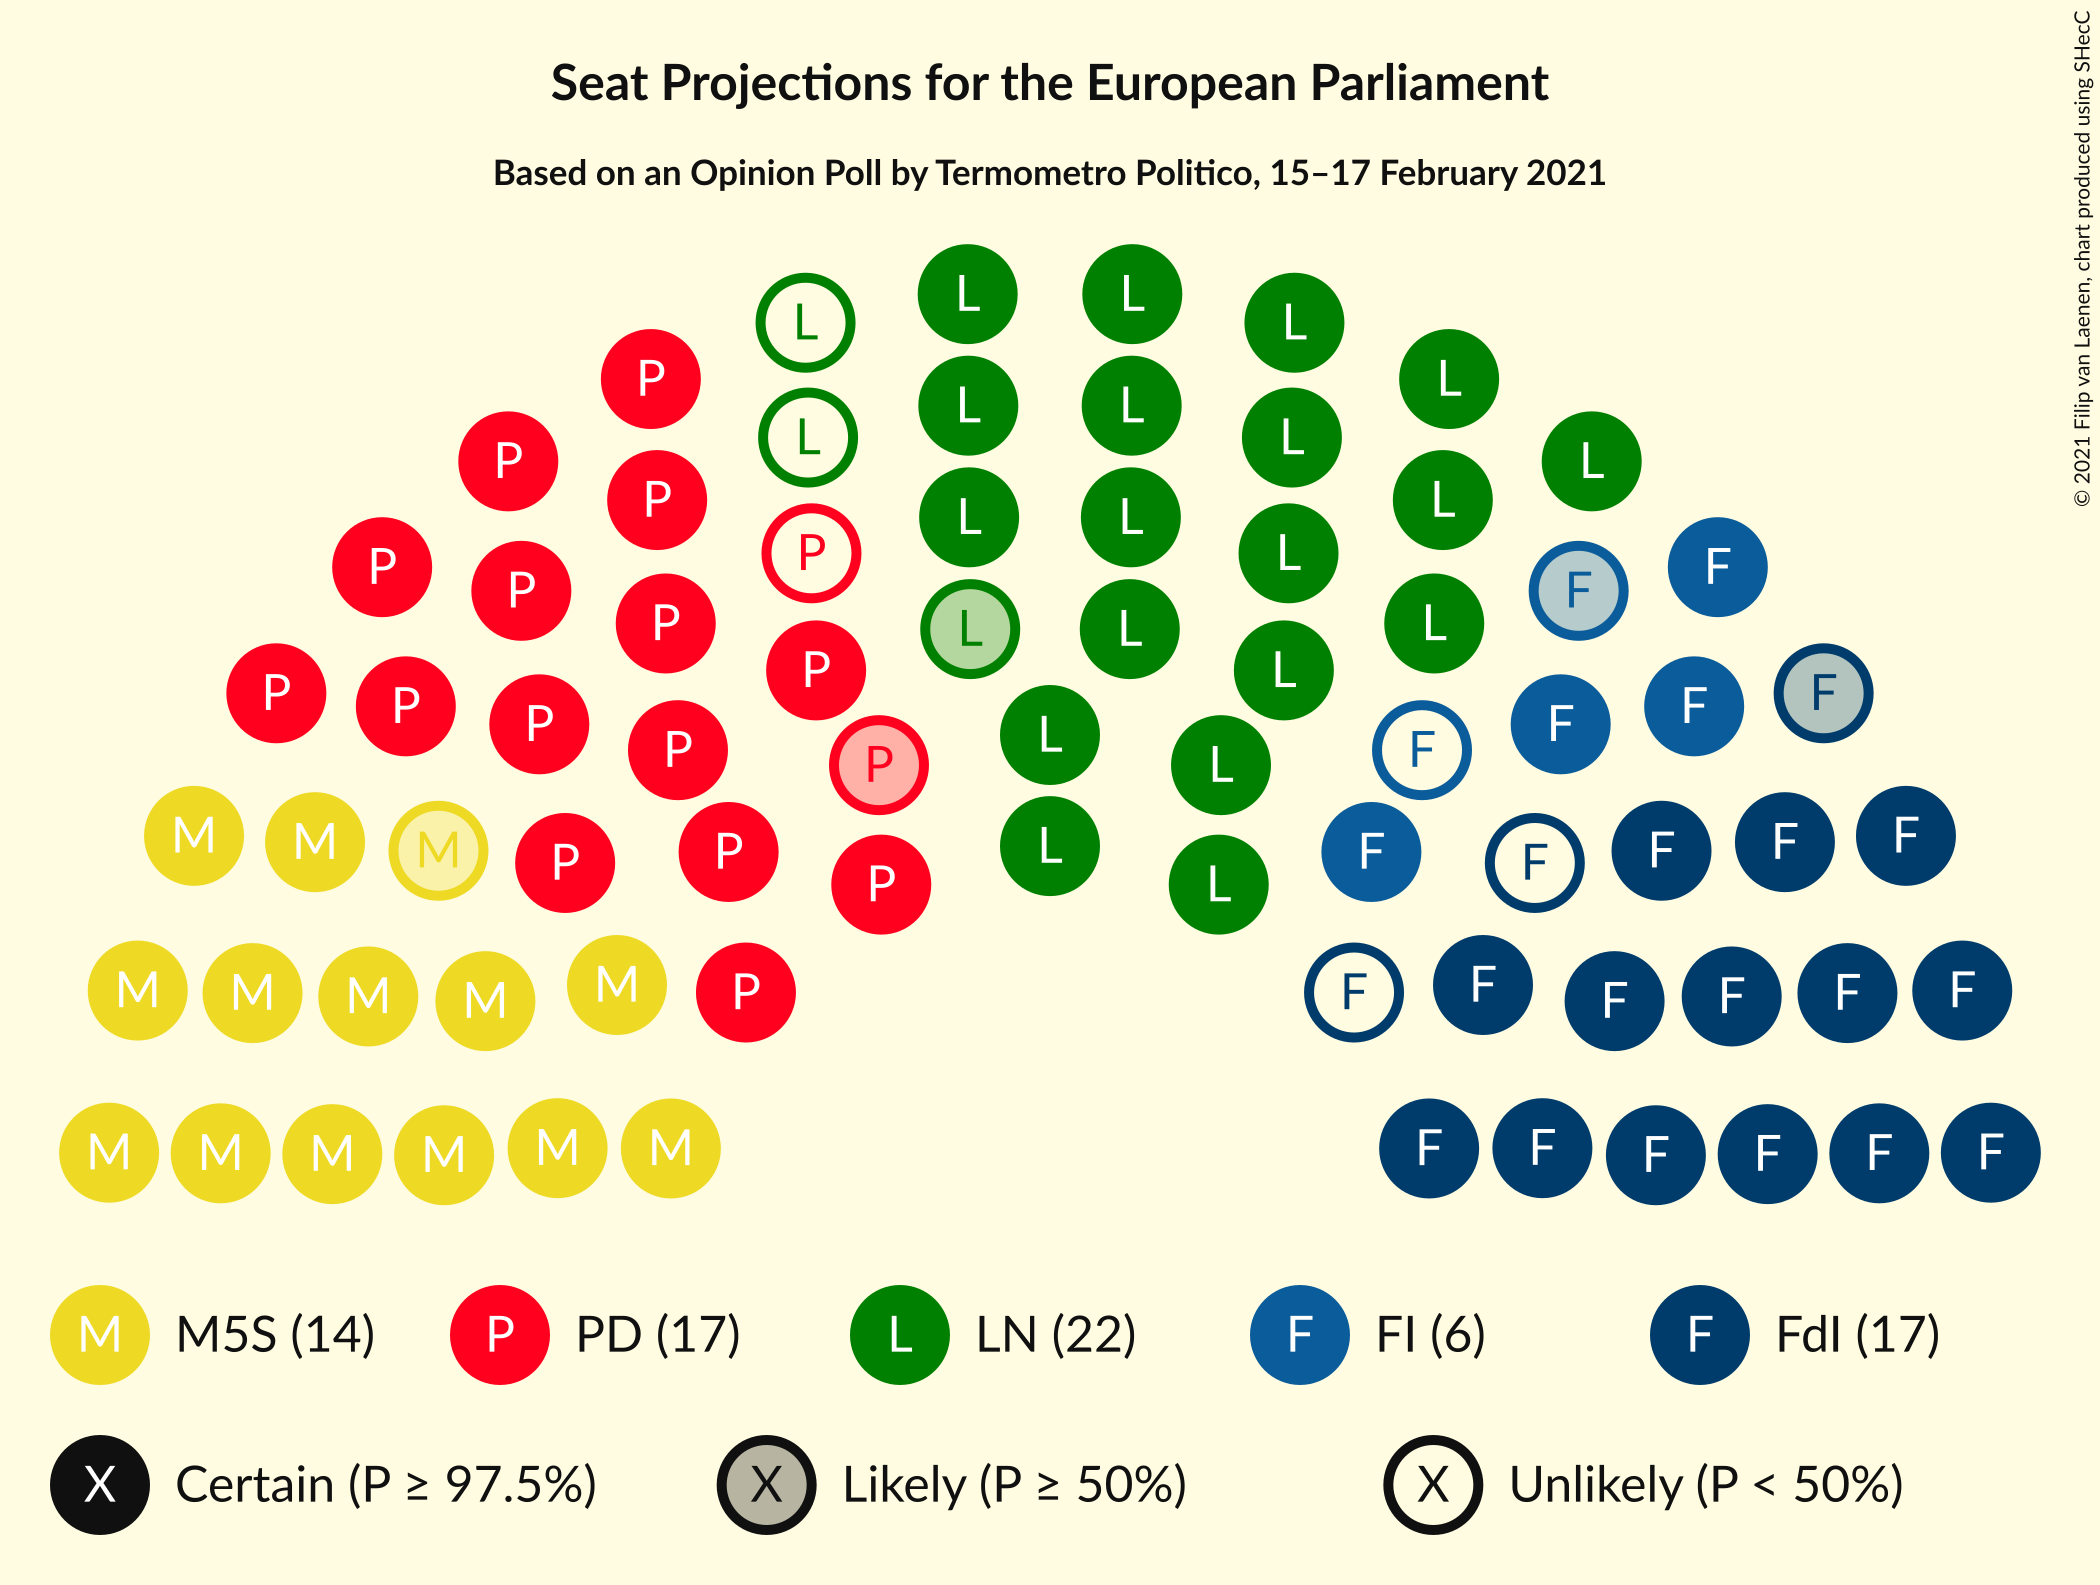 Seat Projections for the European Parliament
Based on an Opinion Poll by Termometro Politico, 15–17 February 2021
© 2021 Filip van Laenen, chart produced using SHecC
L L L L
P L
P L L L L L
P L
P F
P P L L L
P F
P L L L L
P P P F F F
P L
P P L F F
M M M P P P L L F F F F F
M M M M M P F F F F F F
M M M M M M F F F F F F
M M5S (14) P PD (17) L LN (22) F FI (6) F FdI (17)
X Certain (P ≥ 97.5%) X Likely (P ≥ 50%) X Unlikely (P < 50%)